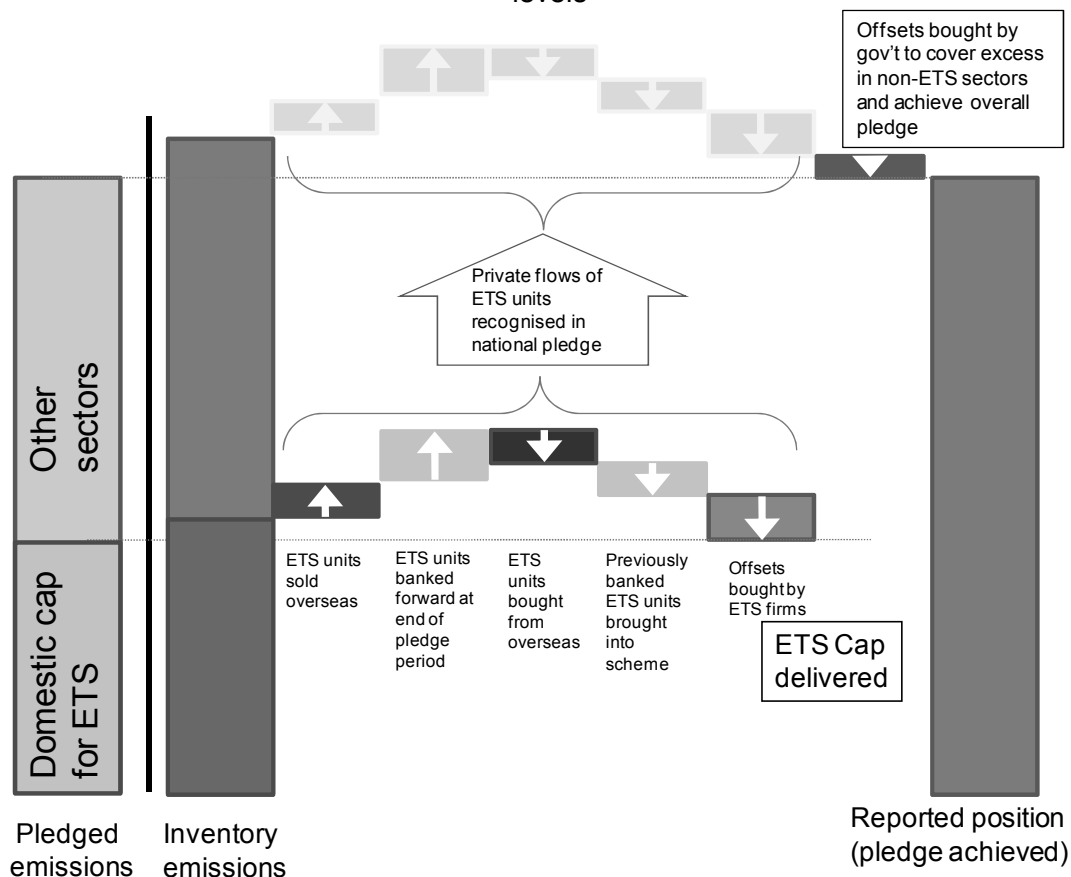 levels
Offsets bought by
gov't to cover excess
in non-ETS sectors
and achieve overall
pledge
Private flows of
ETS units
recognised in
national pledge
Other
sectors
Domestic cap
for ETS
ETS units
sold
overseas
ETS units
banked
forward at
end of
pledge
period
ETS
units
bought
from
overseas
Previously
banked
ETS units
brought
into
scheme
Offsets
bought by
ETS firms
ETS Cap
delivered
Pledged
emissions
Inventory
emissions
Reported position
(pledge achieved)